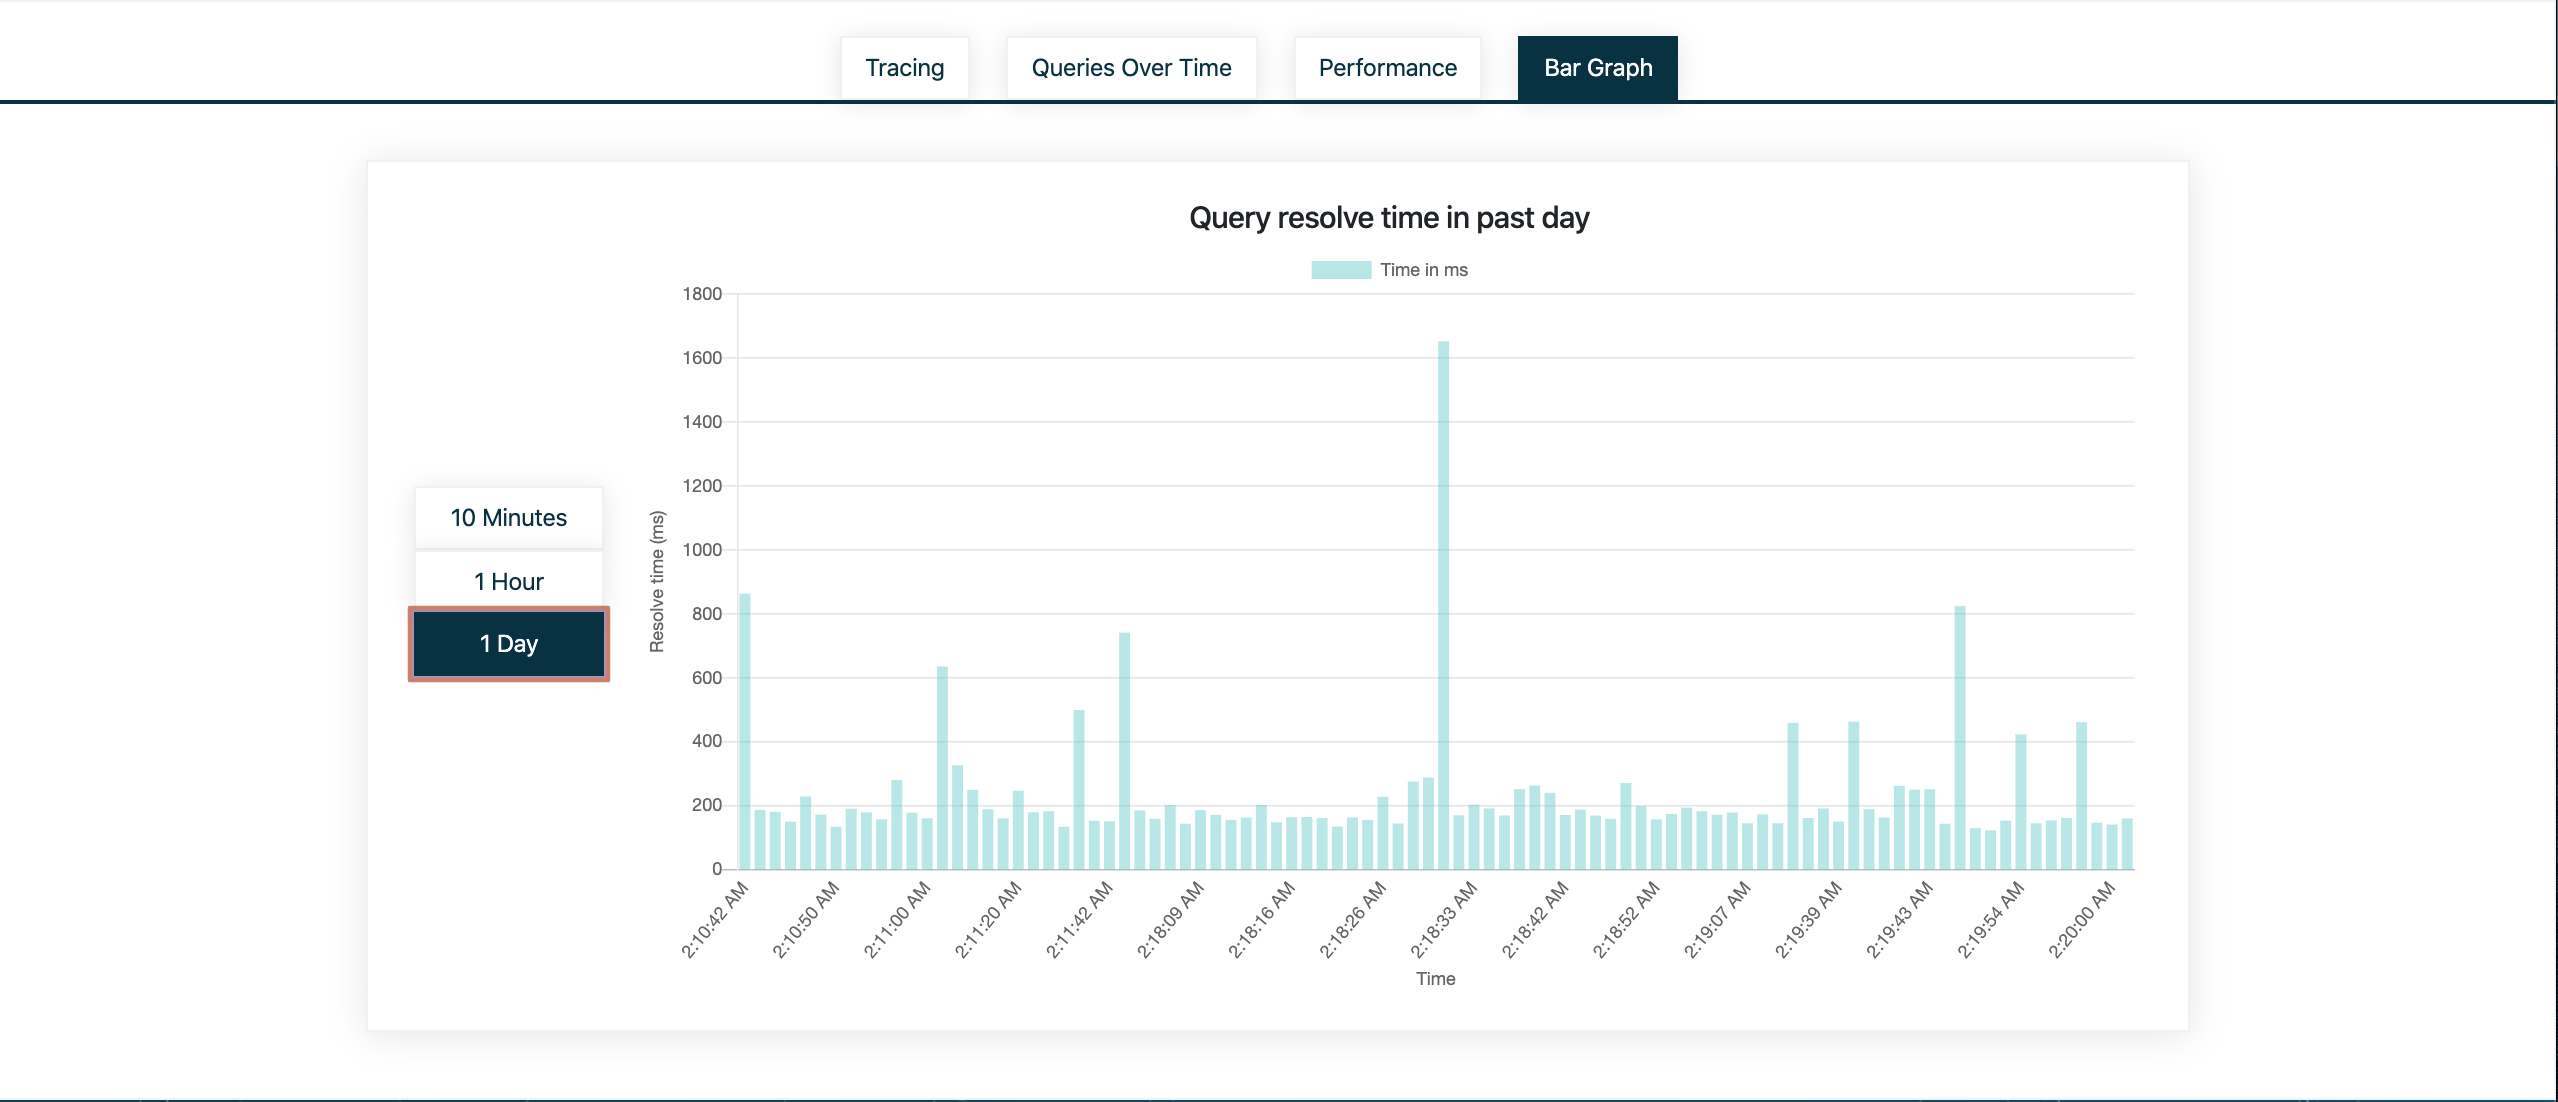 Tracing
Queries Over Time
Performance
Bar Graph
Query resolve time in past day
Time in ms
10 Minutes
1 Hour
1 Day
Resolve time (ms)
1800
1600
1400
1200
1000
800
600
400
200
0
2:10:42 AM
2:10:50 AM
2:11:00 AM
2:11:20 AM
2:11:42 AM
2:18:09 AM
2:18:16 AM
2:18:26 AM
2:18:33 AM
2:18:42 AM
2:18:52 AM
2:19:07 AM
2:19:39 AM
2:19:43 AM
2:19:54 AM
2:20:00 AM
Time